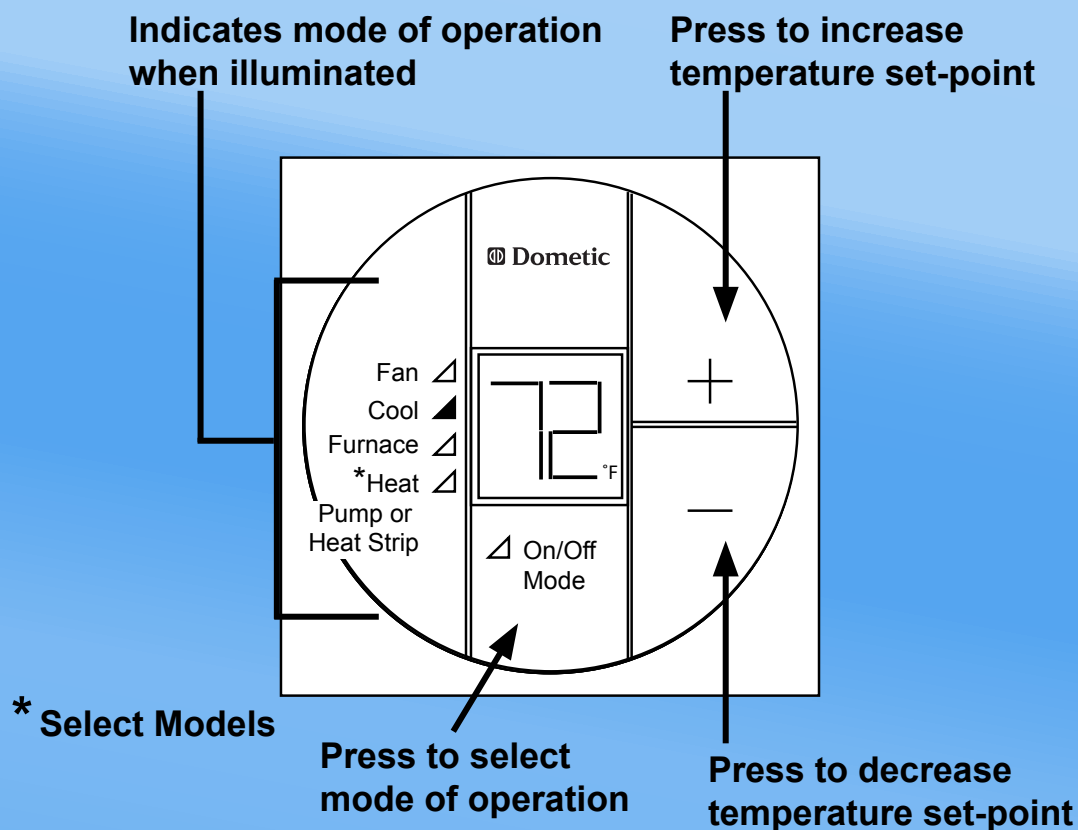 Indicates mode of operation
when illuminated
Press to increase
temperature set-point
Dometic
Fan
Cool
Furnace
*Heat
Pump or
Heat Strip
72 °F
+
−
On/Off
Mode
* Select Models
Press to select
mode of operation
Press to decrease
temperature set-point